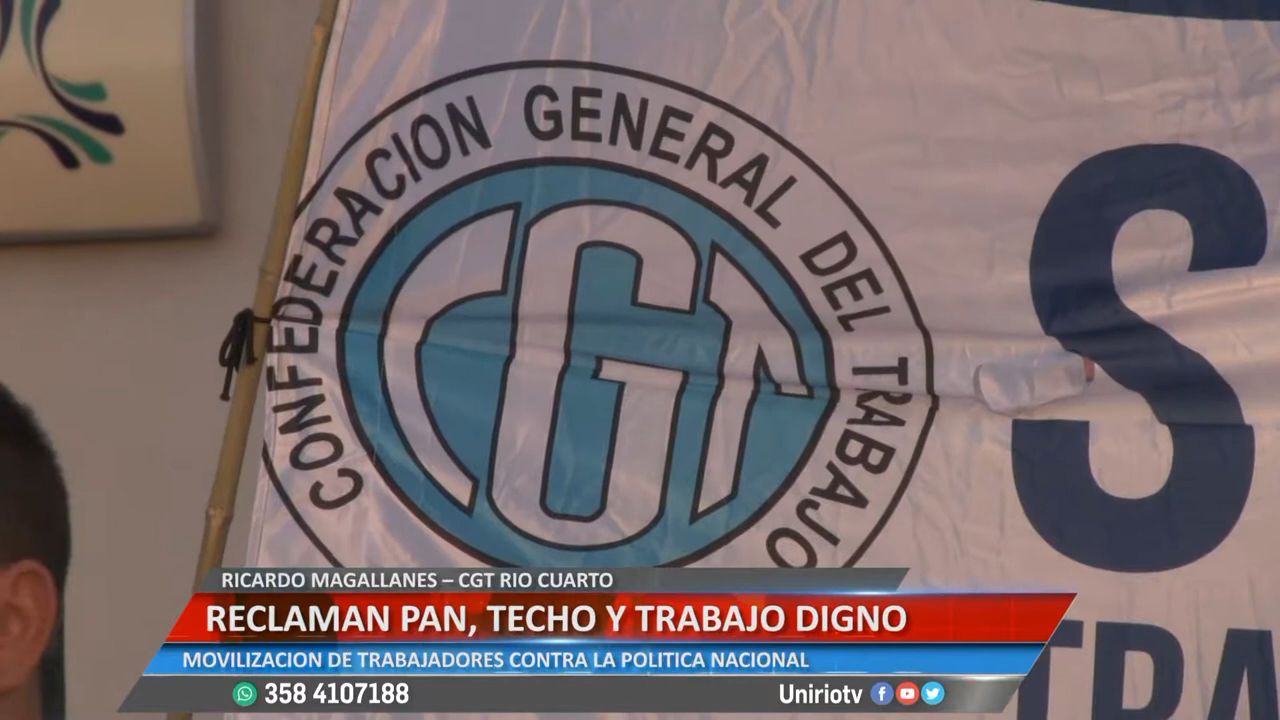 CONFEDERACION GENERAL DEL TRABAJO
CGT
S
TRA
RICARDO MAGALLANES – CGT RIO CUARTO
RECLAMAN PAN, TECHO Y TRABAJO DIGNO
MOVILIZACION DE TRABAJADORES CONTRA LA POLITICA NACIONAL
358 4107188
Uniriotv